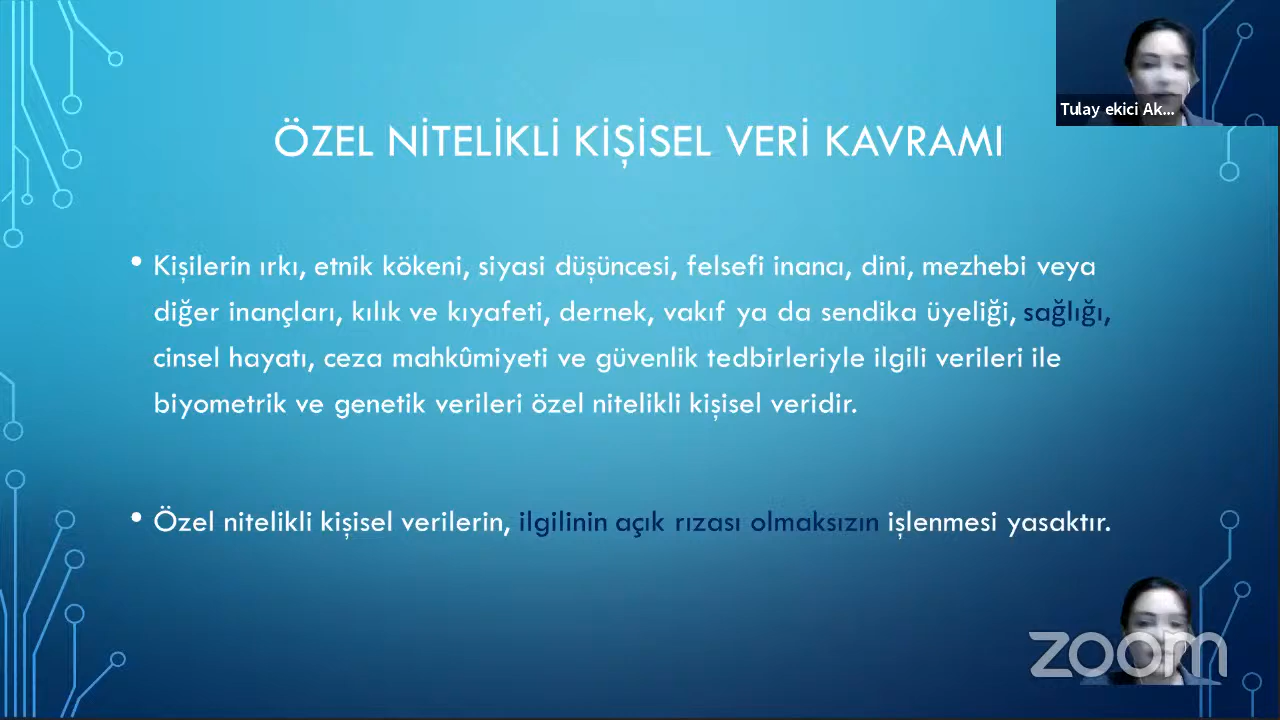 Tulay ekici Ak...
ÖZEL NİTELİKLİ KİŞİSEL VERİ KAVRAMI
• Kişilerin ırkı, etnik kökeni, siyasi düşüncesi, felsefi inancı, dini, mezhebi veya
diğer inançları, kılık ve kıyafeti, dernek, vakıf ya da sendika üyeliği, sağlığı,
cinsel hayatı, ceza mahkûmiyeti ve güvenlik tedbirleriyle ilgili verileri ile
biyometrik ve genetik verileri özel nitelikli kişisel veridir.
• Özel nitelikli kişisel verilerin, ilgilinin açık rızası olmaksızın işlenmesi yasaktır.
zoom